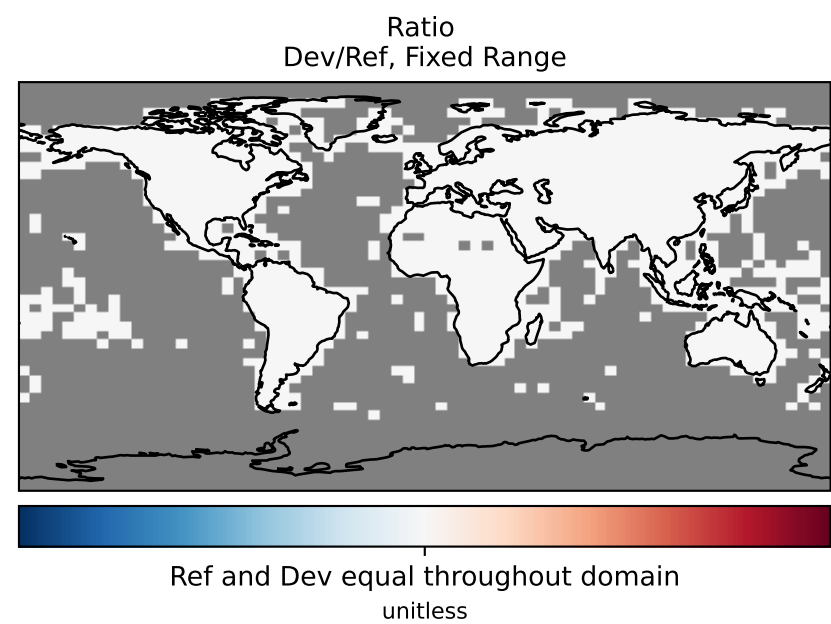 Ratio
Dev/Ref, Fixed Range
Ref and Dev equal throughout domain
unitless